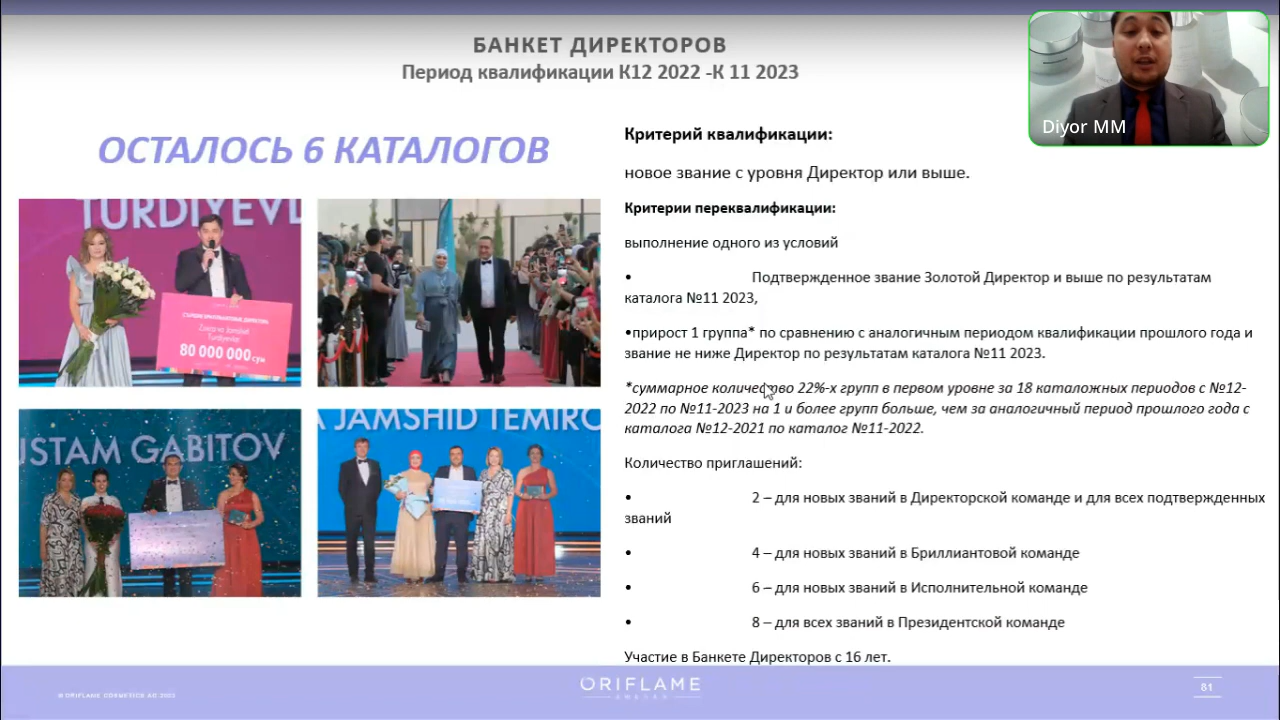 БАНКЕТ ДИРЕКТОРОВ
Период квалификации К12 2022 -К 11 2023
Diyor MM
ОСТАЛОСЬ 6 КАТАЛОГОВ
TURDIYEV
80 000 000 сум
USTAM GABITOV
A JAMSHID TEMIRO
Критерий квалификации:
новое звание с уровня Директор или выше.
Критерии переквалификации:
выполнение одного из условий
• Подтвержденное звание Золотой Директор и выше по результатам
каталога №11 2023,
•прирост 1 группа* по сравнению с аналогичным периодом квалификации прошлого года и
звание не ниже Директор по результатам каталога №11 2023.
*суммарное количество 22%-х групп в первом уровне за 18 каталожных периодов с №12-
2022 по №11-2023 на 1 и более групп больше, чем за аналогичный период прошлого года с
каталога №12-2021 по каталог №11-2022.
Количество приглашений:
• 2 – для новых званий в Директорской команде и для всех подтвержденных
званий
• 4 – для новых званий в Бриллиантовой команде
• 6 – для новых званий в Исполнительной команде
• 8 – для всех званий в Президентской команде
Участие в Банкете Директоров с 16 лет.
ORIFLAME
SWEDEN
81